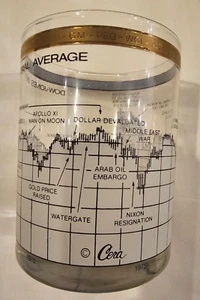 AVERAGE
APOLLO XI
MAN ON MOON
DOLLAR DEVALUED
MIDDLE EAST
WAR
ARAB OIL
EMBARGO
GOLD PRICE
RAISED
WATERGATE
NIXON
RESIGNATION
© Cera